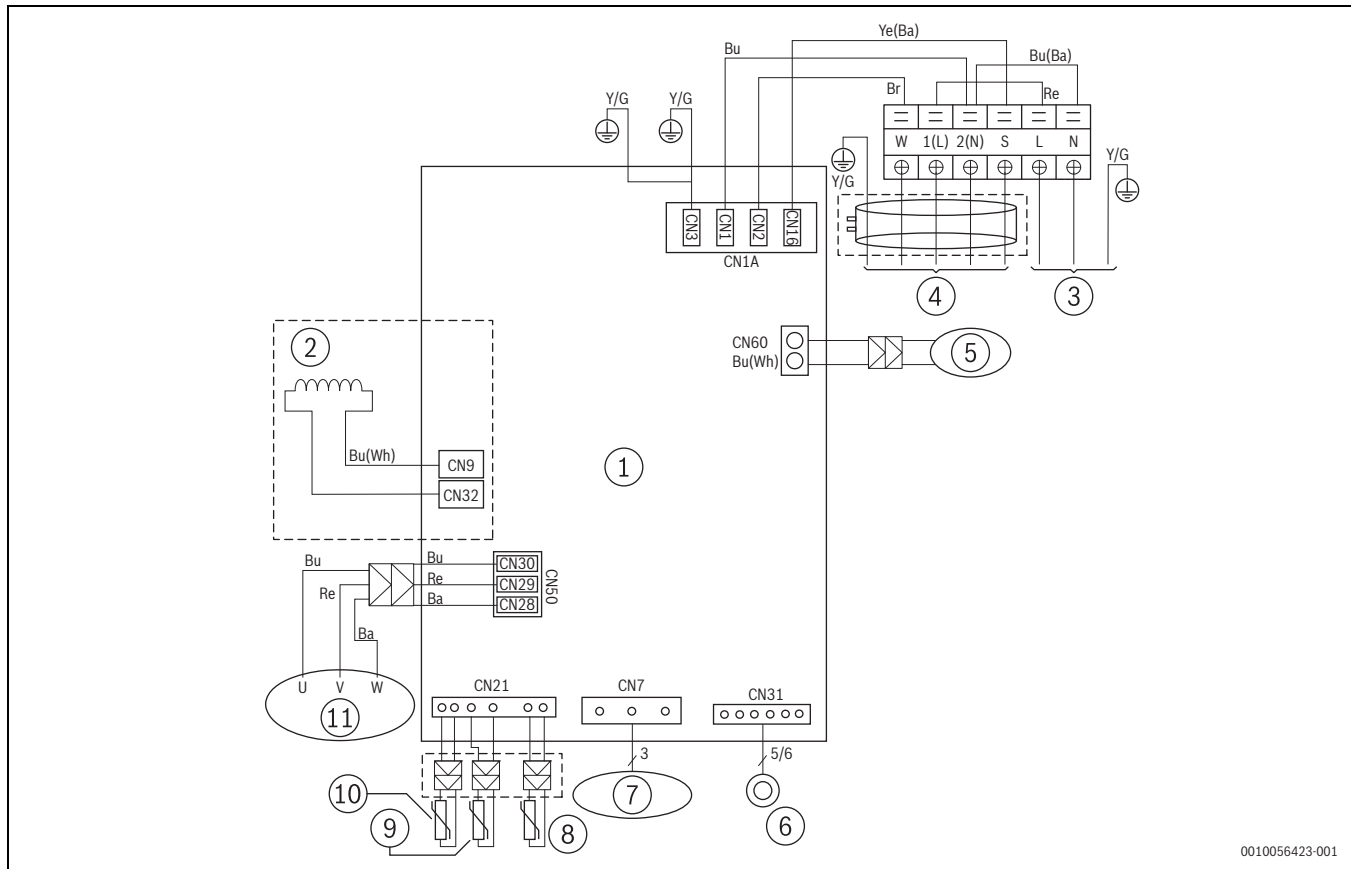 Ye(Ba)
Bu
Bu(Ba)
Br
Re
Y/G
Y/G
W 1(L) 2(N) S L N
Y/G
Y/G
CN3 CN1 CN2 CN16
CN1A
4
3
2
CN60
Bu(Wh)
5
Bu(Wh)
CN9
1
CN32
Bu
Bu
CN30
Re
CN29
Re
Ba
CN28
CN50
Ba
U V W
11
CN21
CN7
CN31
3
5/6
10
7
9
8
6
0010056423-001